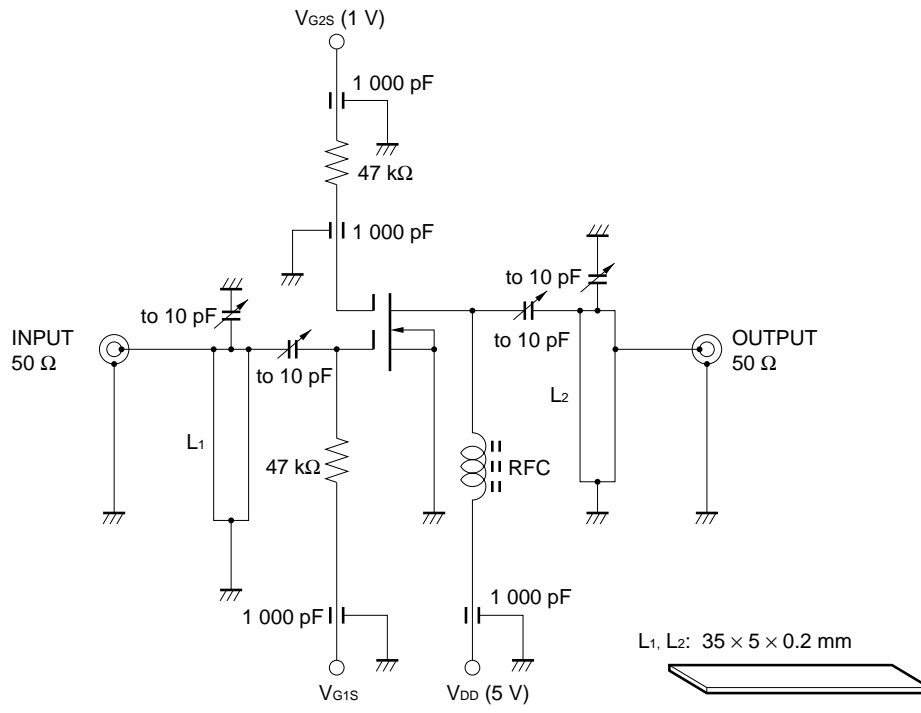 VG2S (1 V)
1 000 pF
47 kΩ
1 000 pF
to 10 pF
INPUT
50 Ω
to 10 pF
to 10 pF
to 10 pF
OUTPUT
50 Ω
L1
L2
47 kΩ
RFC
1 000 pF
1 000 pF
VG1S
VDD (5 V)
L1, L2: 35 × 5 × 0.2 mm